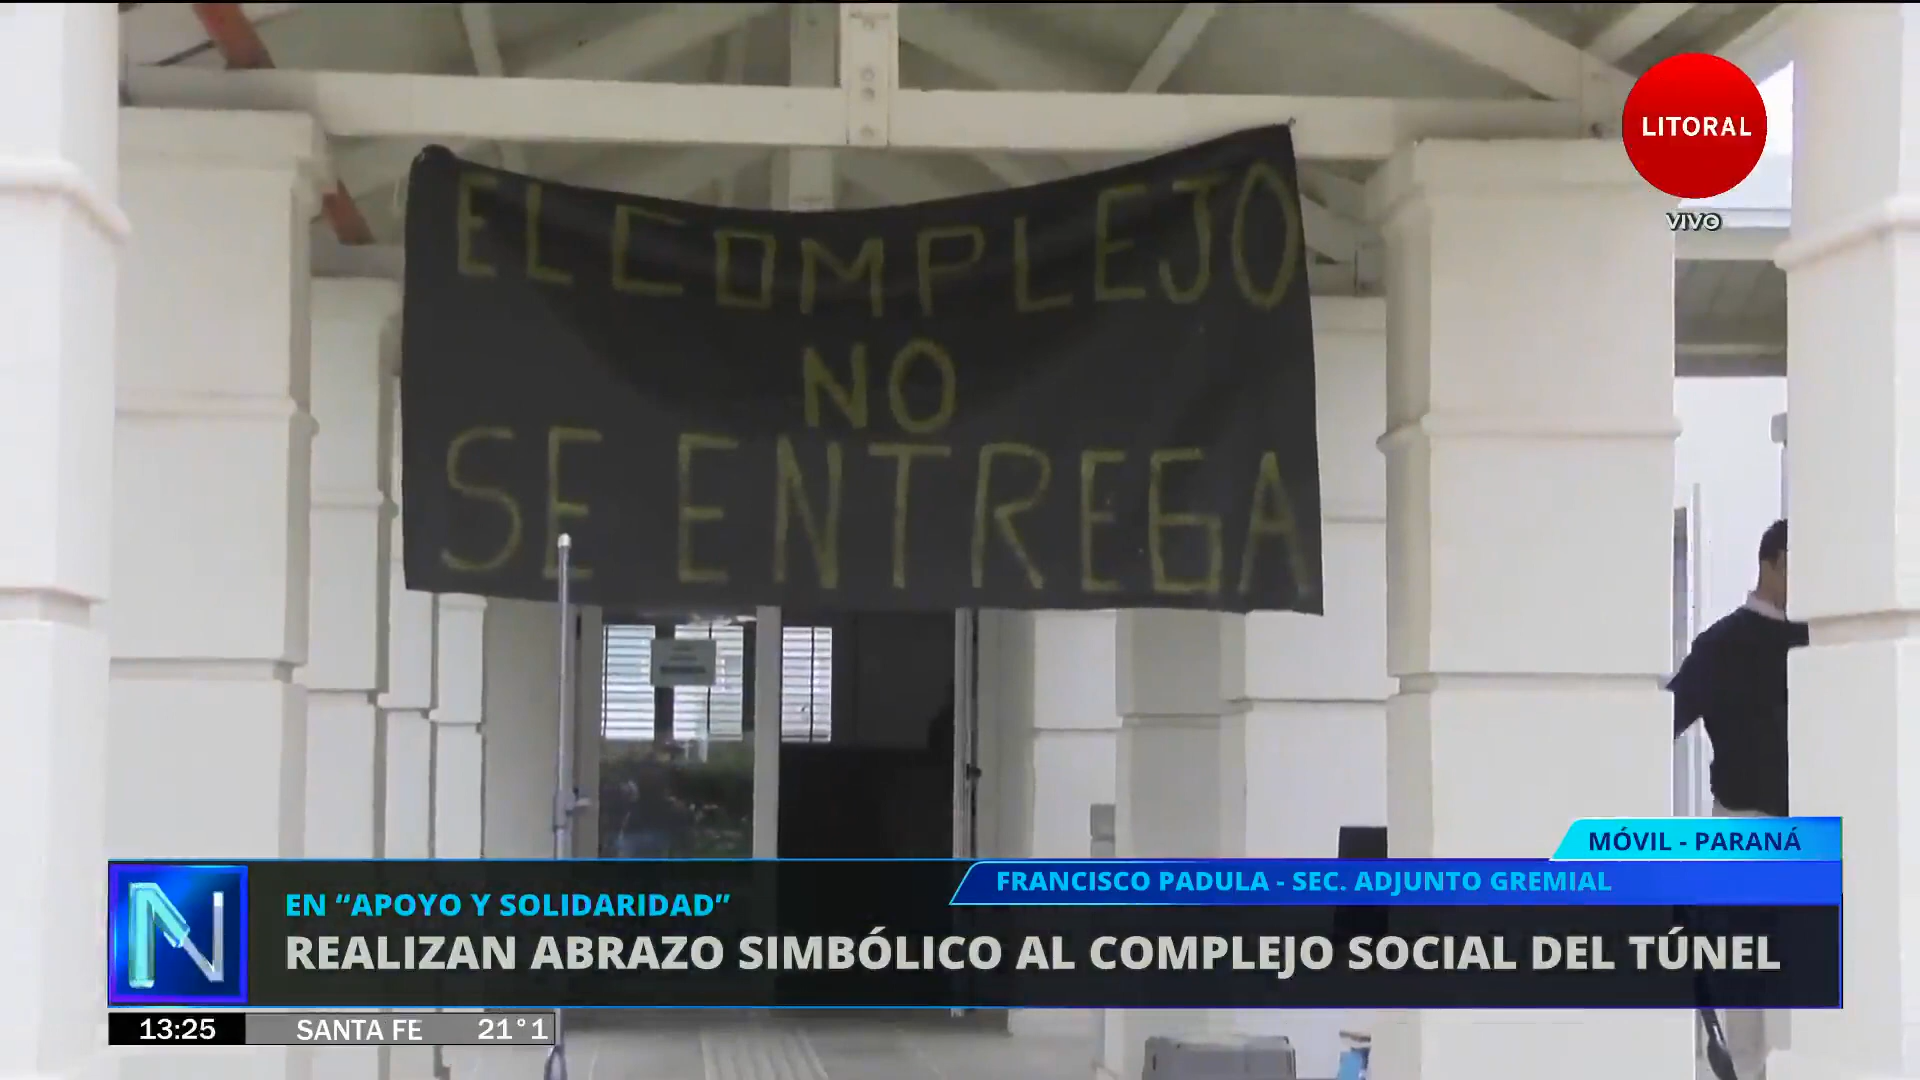 LITORAL
VIVO
EL COMPLEJO
NO
SE ENTREGA
MÓVIL - PARANÁ
FRANCISCO PADULA - SEC. ADJUNTO GREMIAL
EN “APOYO Y SOLIDARIDAD”
REALIZAN ABRAZO SIMBÓLICO AL COMPLEJO SOCIAL DEL TÚNEL
N
13:25 SANTA FE 21°1